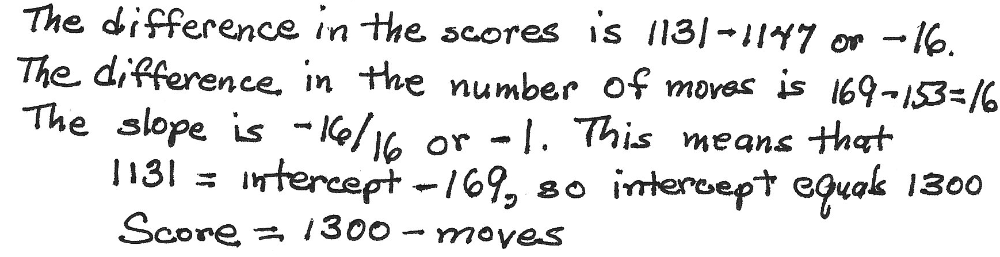 The difference in the scores is 1131-1147 or -16.
The difference in the number of moves is 169-153=16
The slope is -16/16 or -1. This means that
1131 = intercept -169, so intercept equals 1300
Score = 1300 - moves